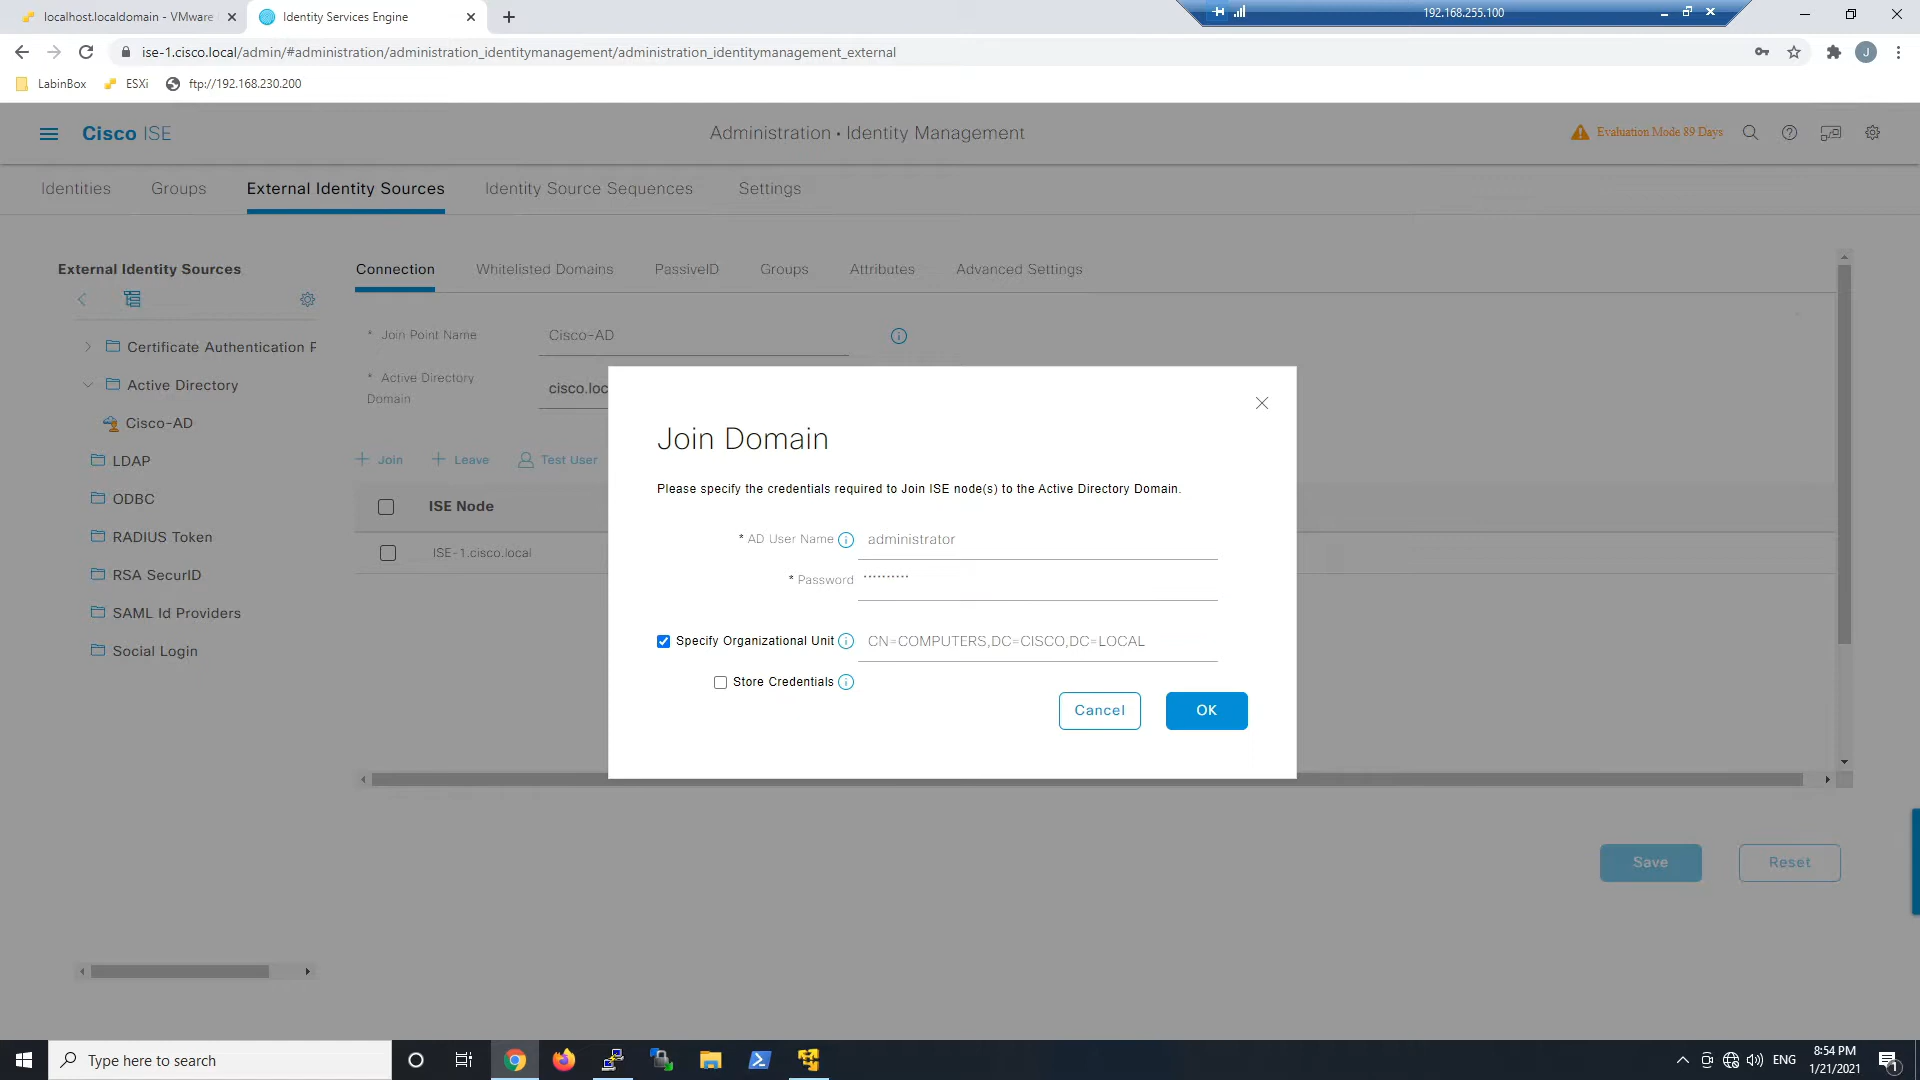 localhost.localdomain - VMware
Identity Services Engine
192.168.255.100
ise-1.cisco.local/admin/#administration/administration_identitymanagement/administration_identitymanagement_external
J
LabinBox
ESXi
ftp://192.168.230.200
Cisco ISE
Administration • Identity Management
Evaluation Mode 89 Days
Identities
Groups
External Identity Sources
Identity Source Sequences
Settings
External Identity Sources
Certificate Authentication F
Active Directory
Cisco-AD
LDAP
ODBC
RADIUS Token
RSA SecurID
SAML Id Providers
Social Login
Connection
Whitelisted Domains
PassiveID
Groups
Attributes
Advanced Settings
* Join Point Name
Cisco-AD
* Active Directory
Domain
cisco.loc
+ Join
+ Leave
Test User
ISE Node
ISE-1.cisco.local
Join Domain
Please specify the credentials required to Join ISE node(s) to the Active Directory Domain.
* AD User Name
administrator
* Password
••••••••••
Specify Organizational Unit
CN=COMPUTERS,DC=CISCO,DC=LOCAL
Store Credentials
Cancel
OK
Save
Reset
Type here to search
ENG
8:54 PM
1/21/2021
1